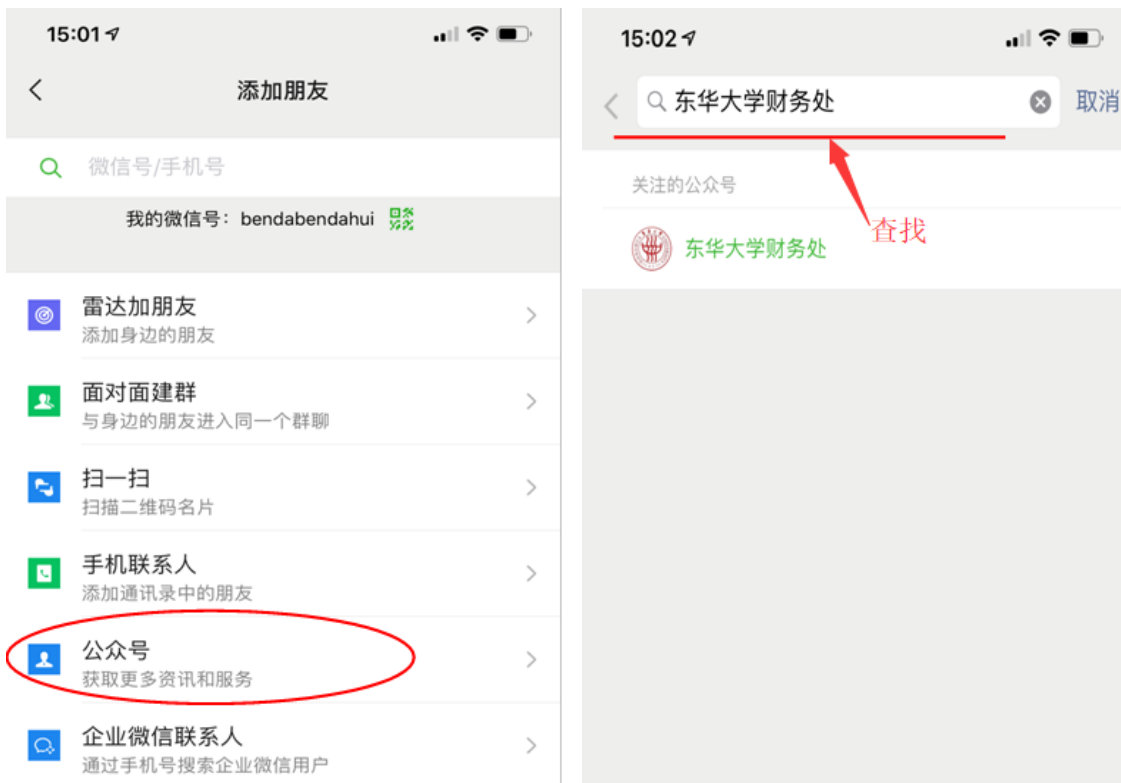 15:01
添加朋友
微信号/手机号
我的微信号：bendabendahui
雷达加朋友
添加身边的朋友
面对面建群
与身边的朋友进入同一个群聊
扫一扫
扫描二维码名片
手机联系人
添加通讯录中的朋友
公众号
获取更多资讯和服务
企业微信联系人
通过手机号搜索企业微信用户
15:02
东华大学财务处
取消
关注的公众号
查找
东华大学财务处